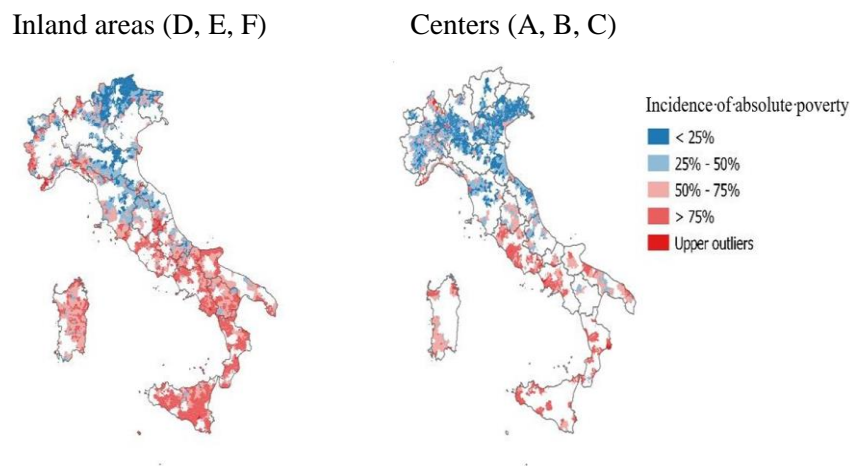 Inland areas (D, E, F)
Centers (A, B, C)
Incidence·of·absolute·poverty
< 25%
25% - 50%
50% - 75%
> 75%
Upper outliers